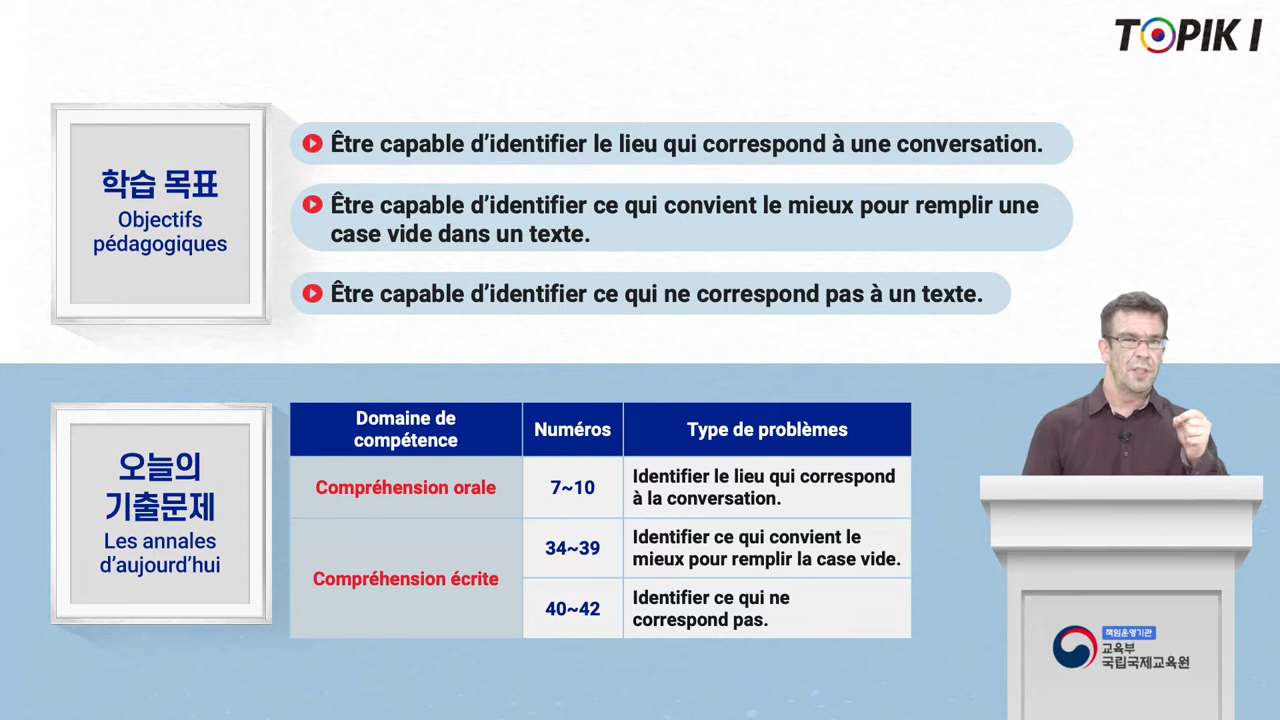 TOPIK I
학습 목표
Objectifs
pédagogiques
Être capable d'identifier le lieu qui correspond à une conversation.
Être capable d'identifier ce qui convient le mieux pour remplir une
case vide dans un texte.
Être capable d'identifier ce qui ne correspond pas à un texte.
오늘의
기출문제
Les annales
d'aujourd'hui
Domaine de
compétence
Numéros
Type de problèmes
Compréhension orale
7~10
Identifier le lieu qui correspond
à la conversation.
Compréhension écrite
34~39
Identifier ce qui convient le
mieux pour remplir la case vide.
40~42
Identifier ce qui ne
correspond pas.
책임운영기관
교육부
국립국제교육원